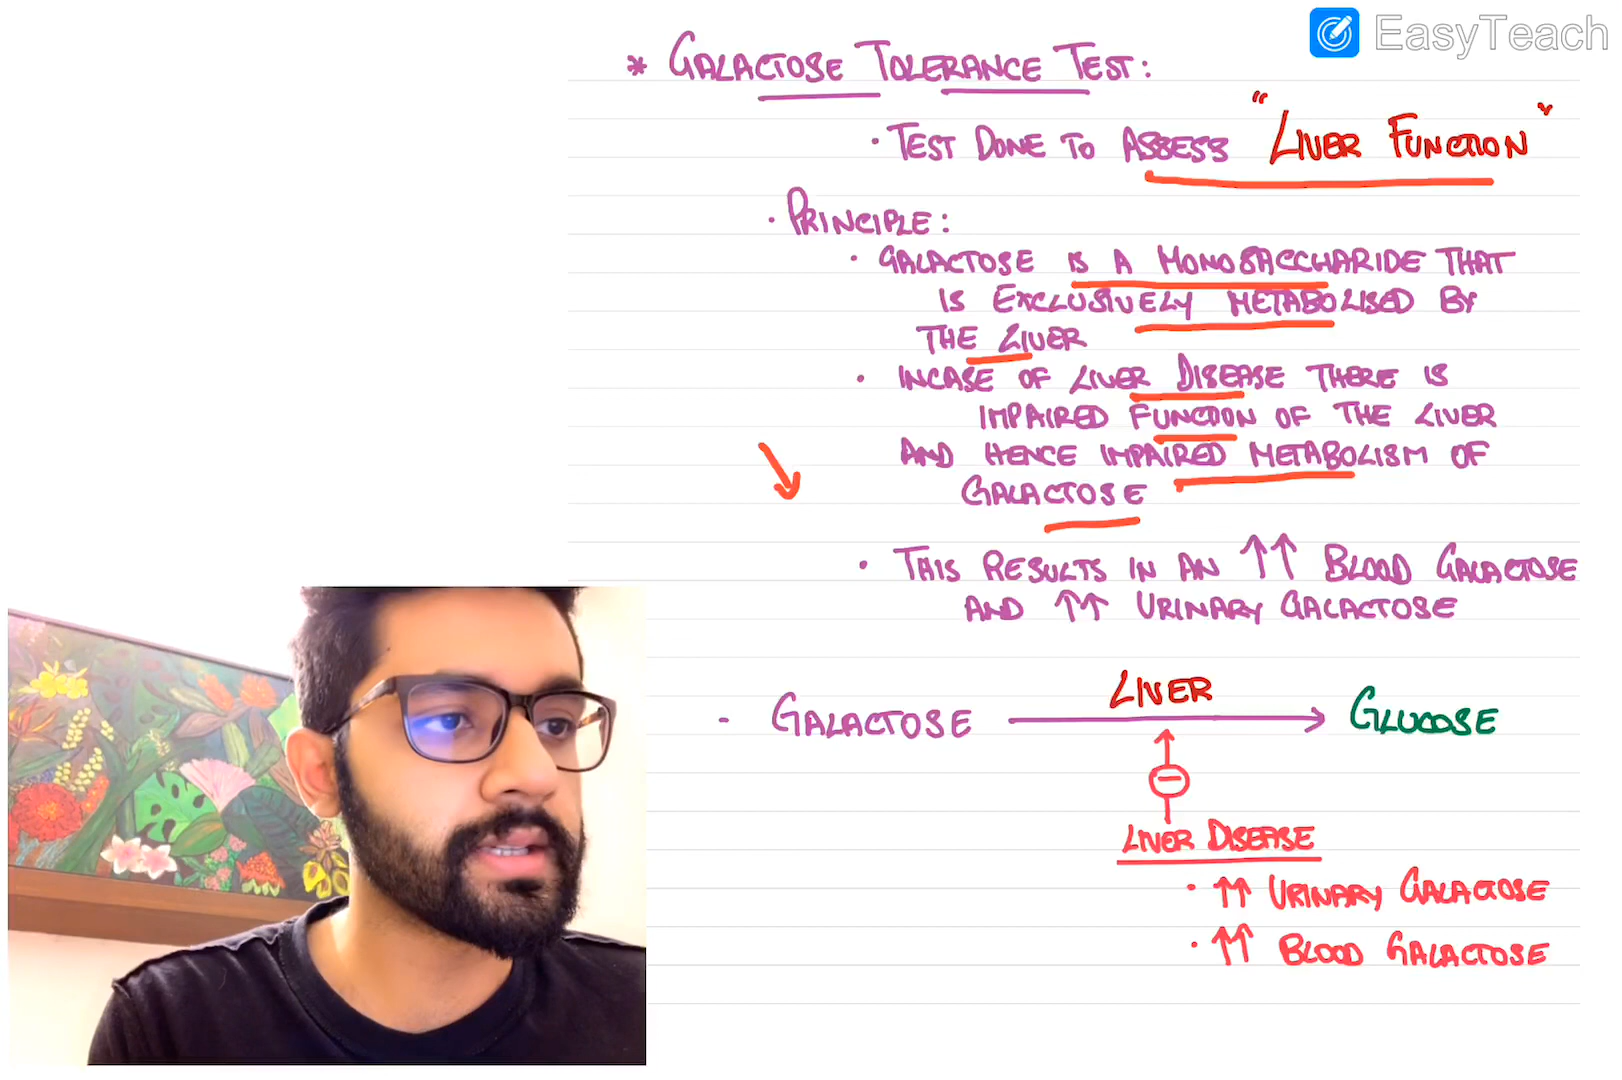 EasyTeach
* GALACTOSE TOLERANCE TEST:
· TEST DONE TO ASSESS "LIVER FUNCTION"
· PRINCIPLE:
· GALACTOSE IS A MONOSACCHARIDE THAT
IS EXCLUSIVELY METABOLISED BY
THE LIVER
· INCASE OF LIVER DISEASE THERE IS
IMPAIRED FUNCTION OF THE LIVER
AND HENCE IMPAIRED METABOLISM OF
GALACTOSE
· THIS RESULTS IN AN ↑↑ BLOOD GALACTOSE
AND ↑↑ URINARY GALACTOSE
LIVER
- GALACTOSE → GLUCOSE
LIVER DISEASE
· ↑↑ URINARY GALACTOSE
· ↑↑ BLOOD GALACTOSE